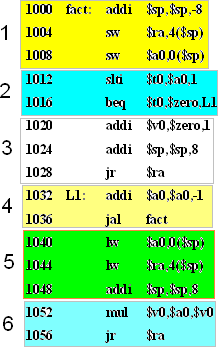 1
1000 fact: addi $sp,$sp,-8
1004 sw $ra,4($sp)
1008 sw $a0,0($sp)
2
1012 slti $t0,$a0,1
1016 beq $t0,$zero,L1
3
1020 addi $v0,$zero,1
1024 addi $sp,$sp,8
1028 jr $ra
4
1032 L1: addi $a0,$a0,-1
1036 jal fact
5
1040 lw $a0,0($sp)
1044 lw $ra,4($sp)
1048 addi $sp,$sp,8
6
1052 mul $v0,$a0,$v0
1056 jr $ra